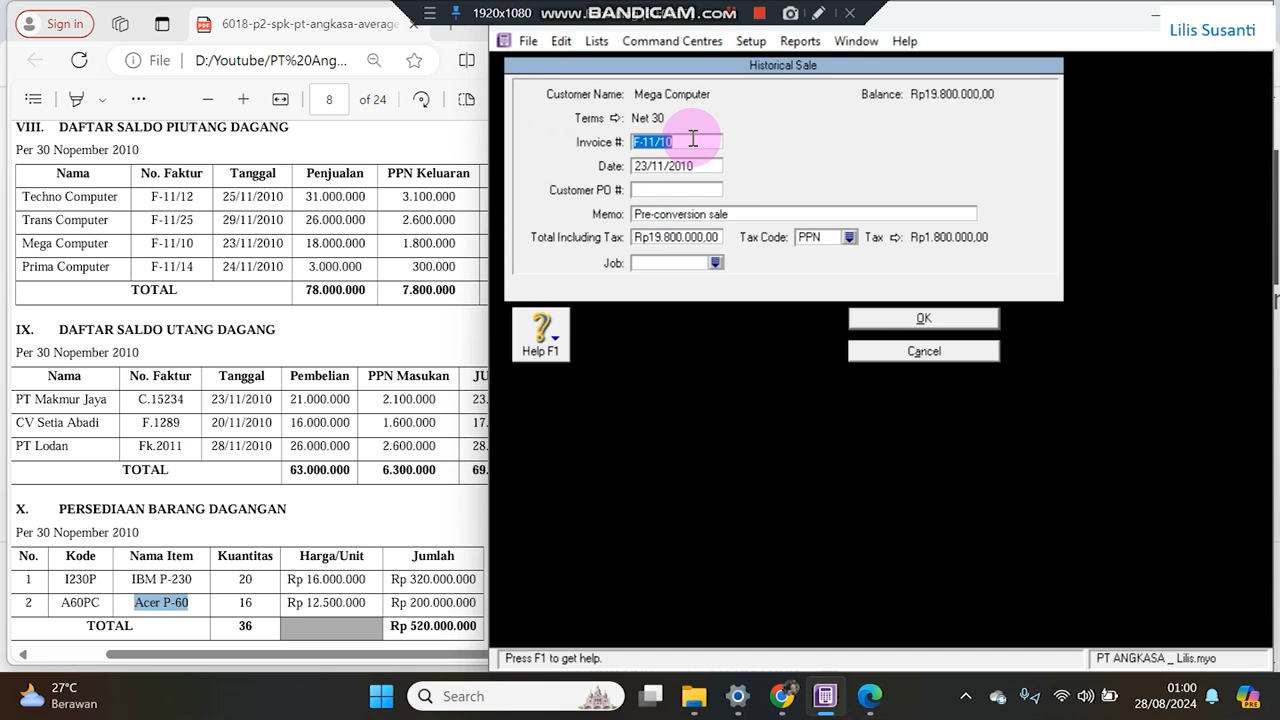 1920x1080 www.BANDICAM.com
Sign in
6018-p2-spk-pt-angkasa-average
File D:/Youtube/PT%20Ang...
8 of 24
VIII. DAFTAR SALDO PIUTANG DAGANG
Per 30 Nopember 2010
Nama No. Faktur Tanggal Penjualan PPN Keluaran
Techno Computer F-11/12 25/11/2010 31.000.000 3.100.000
Trans Computer F-11/25 29/11/2010 26.000.000 2.600.000
Mega Computer F-11/10 23/11/2010 18.000.000 1.800.000
Prima Computer F-11/14 24/11/2010 3.000.000 300.000
TOTAL 78.000.000 7.800.000
IX. DAFTAR SALDO UTANG DAGANG
Per 30 Nopember 2010
Nama No. Faktur Tanggal Pembelian PPN Masukan JU
PT Makmur Jaya C.15234 23/11/2010 21.000.000 2.100.000 23.
CV Setia Abadi F.1289 20/11/2010 16.000.000 1.600.000 17.
PT Lodan Fk.2011 28/11/2010 26.000.000 2.600.000 28.
TOTAL 63.000.000 6.300.000 69.
X. PERSEDIAAN BARANG DAGANGAN
Per 30 Nopember 2010
No. Kode Nama Item Kuantitas Harga/Unit Jumlah
1 I230P IBM P-230 20 Rp 16.000.000 Rp 320.000.000
2 A60PC Acer P-60 16 Rp 12.500.000 Rp 200.000.000
TOTAL 36 Rp 520.000.000
Lilis Susanti
File Edit Lists Command Centres Setup Reports Window Help
Historical Sale
Customer Name: Mega Computer Balance: Rp19.800.000,00
Terms Net 30
Invoice #: F-11/10
Date: 23/11/2010
Customer PO #:
Memo: Pre-conversion sale
Total Including Tax: Rp19.800.000,00 Tax Code: PPN Tax Rp1.800.000,00
Job:
Help F1
OK
Cancel
Press F1 to get help. PT ANGKASA _ Lilis.myo
27°C
Berawan
Search
01:00
28/08/2024
PRE